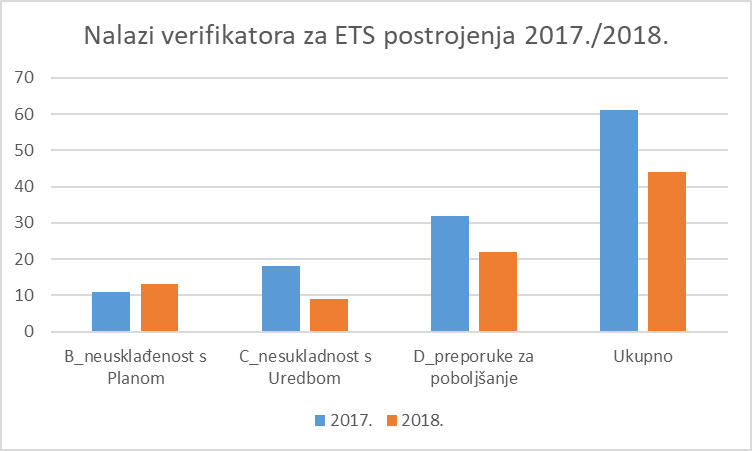 Nalazi verifikatora za ETS postrojenja 2017./2018.
70
60
50
40
30
20
10
0
B_neusklađenost s
Planom
C_nesukladnost s
Uredbom
D_preporuke za
poboljšanje
Ukupno
2017.
2018.